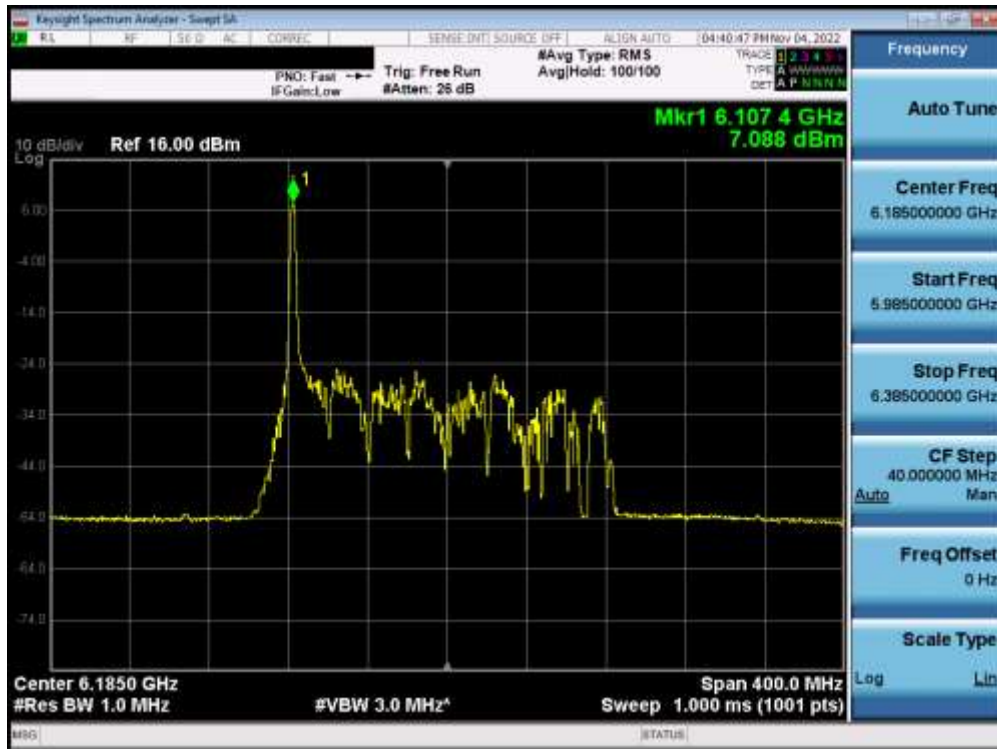 Keysight Spectrum Analyzer - Swept SA
RL RF 50 Ω AC CORREC SENSE:INT SOURCE OFF ALIGN AUTO 04:40:47 PM Nov 04, 2022
PNO: Fast Trig: Free Run #Avg Type: RMS TRACE 1 2 3 4 5 6
IFGain:Low #Atten: 26 dB Avg|Hold: 100/100 TYPE A WWWWW
DET A P N N N N
Mkr1 6.107 4 GHz
7.088 dBm
10 dB/div Ref 16.00 dBm
Log
1
6.00
-4.00
-14.0
-24.0
-34.0
-44.0
-54.0
-64.0
-74.0
Center 6.1850 GHz Span 400.0 MHz
#Res BW 1.0 MHz #VBW 3.0 MHz* Sweep 1.000 ms (1001 pts)
MSG STATUS
Frequency
Auto Tune
Center Freq
6.185000000 GHz
Start Freq
5.985000000 GHz
Stop Freq
6.385000000 GHz
CF Step
40.000000 MHz
Auto Man
Freq Offset
0 Hz
Scale Type
Log Lin